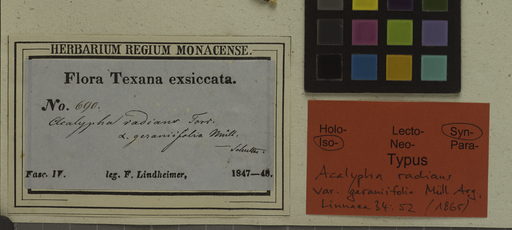 HERBARIUM REGIUM MONACENSE.
Flora Texana exsiccata.
No. 690.
Acalypha radians Torr.
α. geraniifolia Müll.
Fasc. IV. leg. F. Lindheimer, 1847—48.
Holo- Lecto- Syn-
Iso- Neo- Para-
Typus
Acalypha radians
var. geraniifolia Müll Arg.
Linnaea 34: 52 (1865)